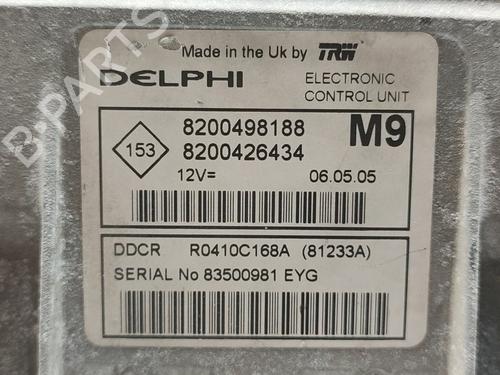 Made in the Uk by TRW
DELPHI
ELECTRONIC
CONTROL UNIT
153
8200498188
M9
8200426434
12V=
06.05.05
DDCR R0410C168A (81233A)
SERIAL No 83500981 EYG
B-PARTS